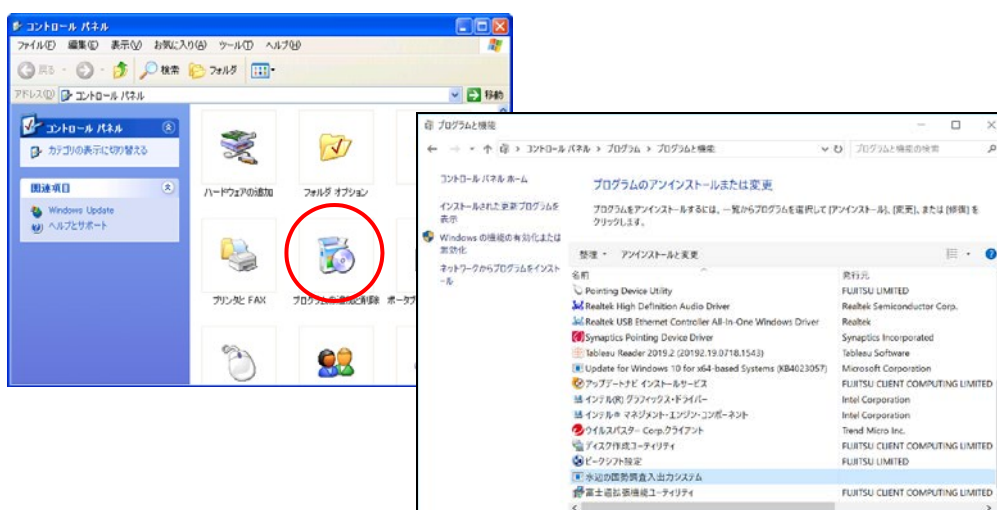 コントロール パネル
ファイル(F) 編集(E) 表示(V) お気に入り(A) ツール(T) ヘルプ(H)
戻る 検索 フォルダ
アドレス(D) コントロール パネル 移動
コントロール パネル
カテゴリの表示に切り替える
関連項目
Windows Update
ヘルプとサポート
ハードウェアの追加 フォルダ オプション
プリンタと FAX プログラムの追加と削除 ポータブ
プログラムと機能
コントロール パネル > プログラム > プログラムと機能 プログラムと機能の検索
コントロール パネル ホーム
インストールされた更新プログラムを
表示
Windows の機能の有効化または
無効化
ネットワークからプログラムをインスト
ール
プログラムのアンインストールまたは変更
プログラムをアンインストールするには、一覧からプログラムを選択して [アンインストール]、[変更]、または [修復] を
クリックします。
整理 アンインストールと変更
名前 発行元
Pointing Device Utility FUJITSU LIMITED
Realtek High Definition Audio Driver Realtek Semiconductor Corp.
Realtek USB Ethernet Controller All-In-One Windows Driver Realtek
Synaptics Pointing Device Driver Synaptics Incorporated
Tableau Reader 2019.2 (20192.19.0718.1543) Tableau Software
Update for Windows 10 for x64-based Systems (KB4023057) Microsoft Corporation
アップデートナビ インストールサービス FUJITSU CLIENT COMPUTING LIMITED
インテル(R) グラフィックス・ドライバー Intel Corporation
インテル® マネジメント・エンジン・コンポーネント Intel Corporation
ウイルスバスター Corp.クライアント Trend Micro Inc.
ディスク作成ユーティリティ FUJITSU CLIENT COMPUTING LIMITED
ピークシフト設定 FUJITSU LIMITED
水辺の国勢調査入出力システム
富士通拡張機能ユーティリティ FUJITSU CLIENT COMPUTING LIMITED